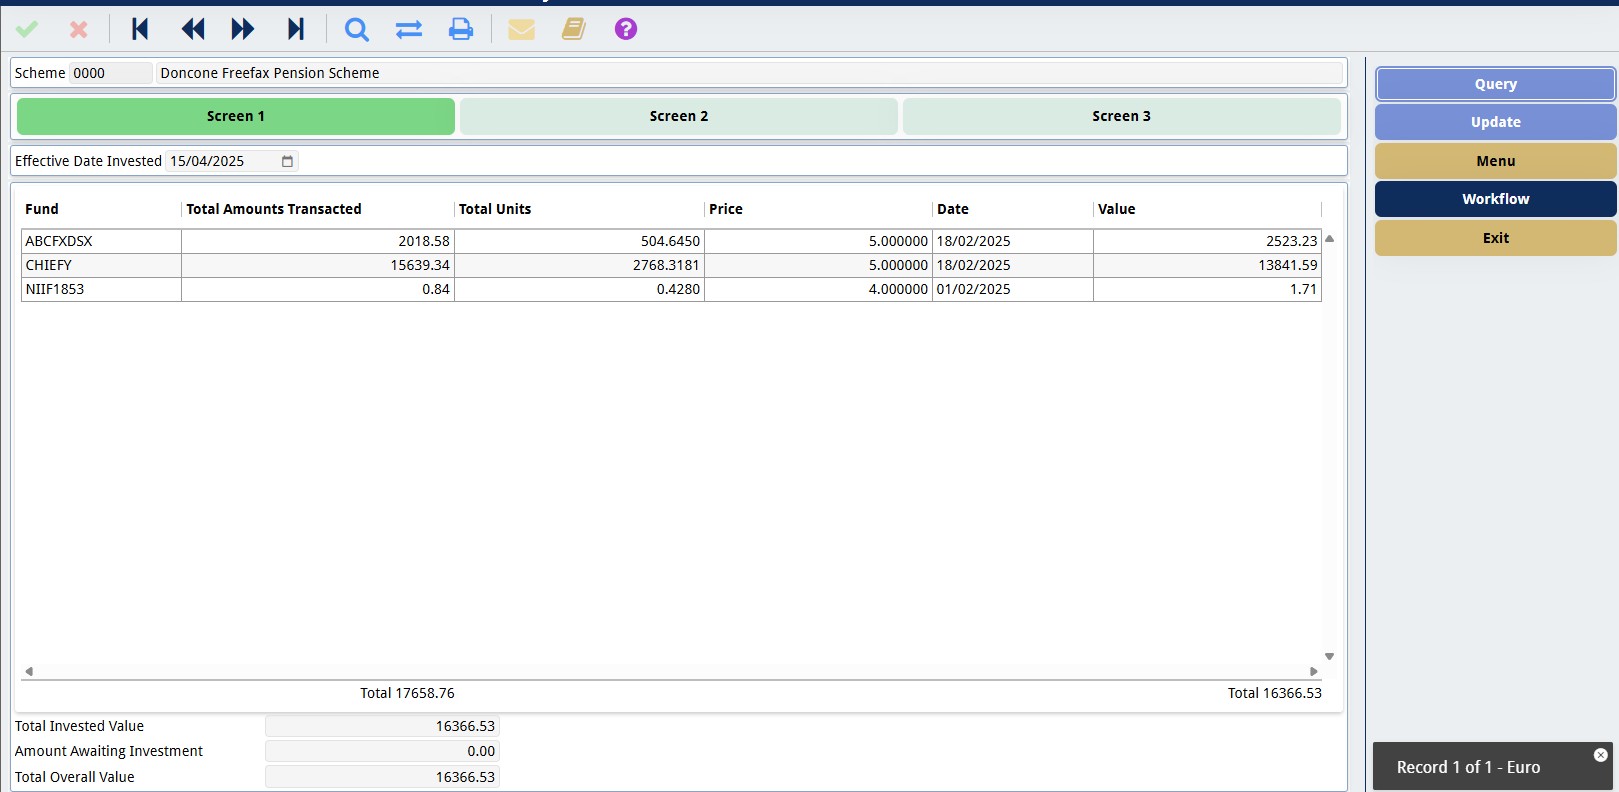 Scheme 0000 Doncone Freefax Pension Scheme
Screen 1 Screen 2 Screen 3
Effective Date Invested 15/04/2025
Fund Total Amounts Transacted Total Units Price Date Value
ABCFXDSX 2018.58 504.6450 5.000000 18/02/2025 2523.23
CHIEFY 15639.34 2768.3181 5.000000 18/02/2025 13841.59
NIIF1853 0.84 0.4280 4.000000 01/02/2025 1.71
Total 17658.76 Total 16366.53
Total Invested Value 16366.53
Amount Awaiting Investment 0.00
Total Overall Value 16366.53
Query
Update
Menu
Workflow
Exit
Record 1 of 1 - Euro